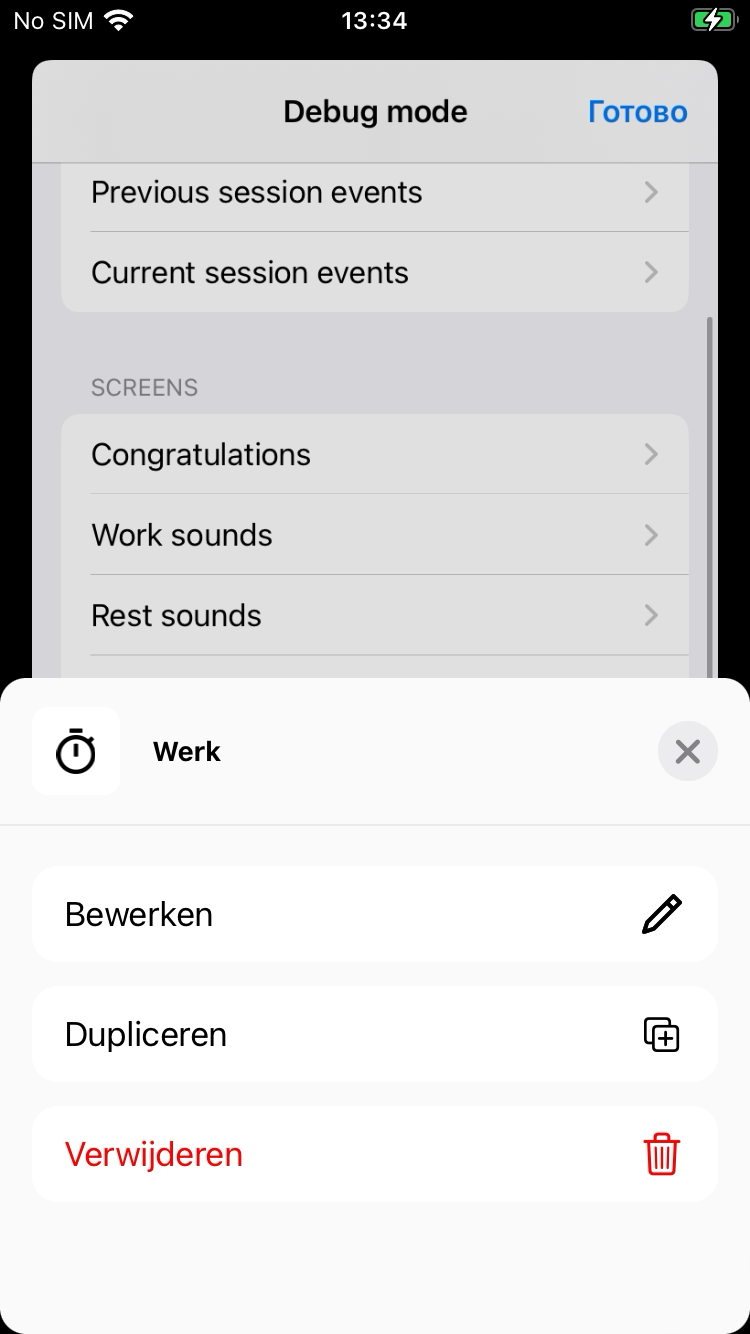 No SIM 13:34
Debug mode Готово
Previous session events
Current session events
SCREENS
Congratulations
Work sounds
Rest sounds
Werk
Bewerken
Dupliceren
Verwijderen